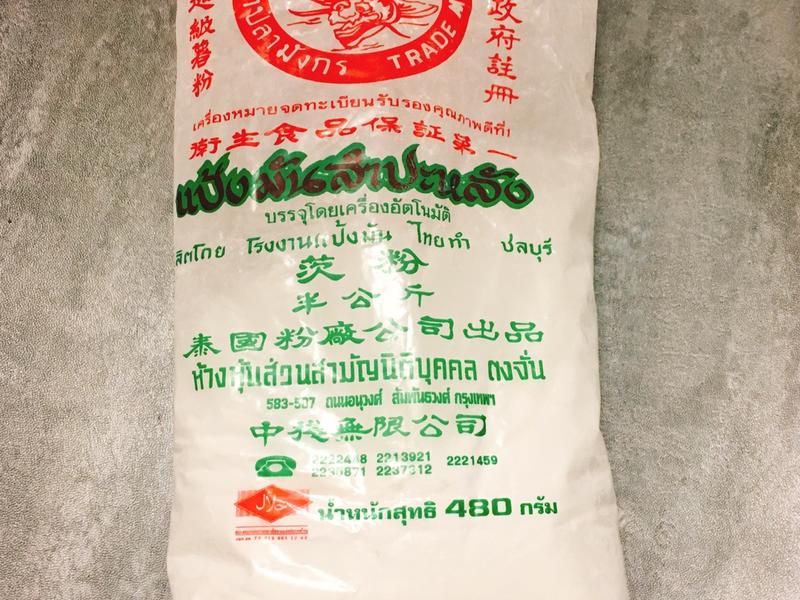 ปลามังกร TRADE
級薯粉
政府註冊
เครื่องหมายจดทะเบียนรับรองคุณภาพดีที่1
衛生食品保証第一
แป้งมันสำปะหลัง
บรรจุโดยเครื่องอัตโนมัติ
โรงงานแป้งมัน ไทยทำ ชลบุรี
茨粉
半公斤
泰國粉廠公司出品
ห้างหุ้นส่วนสามัญนิติบุคคล ตงจั่น
583-507 ถนนอนุวงศ์ สัมพันธวงศ์ กรุงเทพฯ
中棧無限公司
2222448 2213921 2221459
2235871 2237312
น้ำหนักสุทธิ 480 กรัม